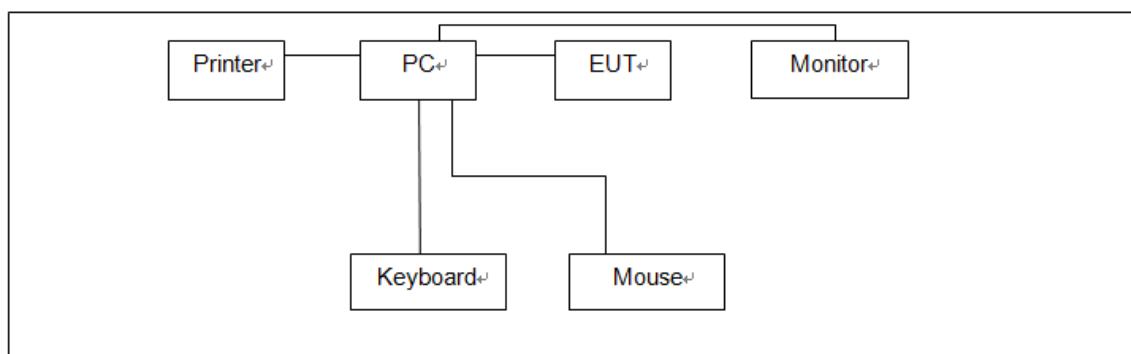 Printer
PC
EUT
Monitor
Keyboard
Mouse